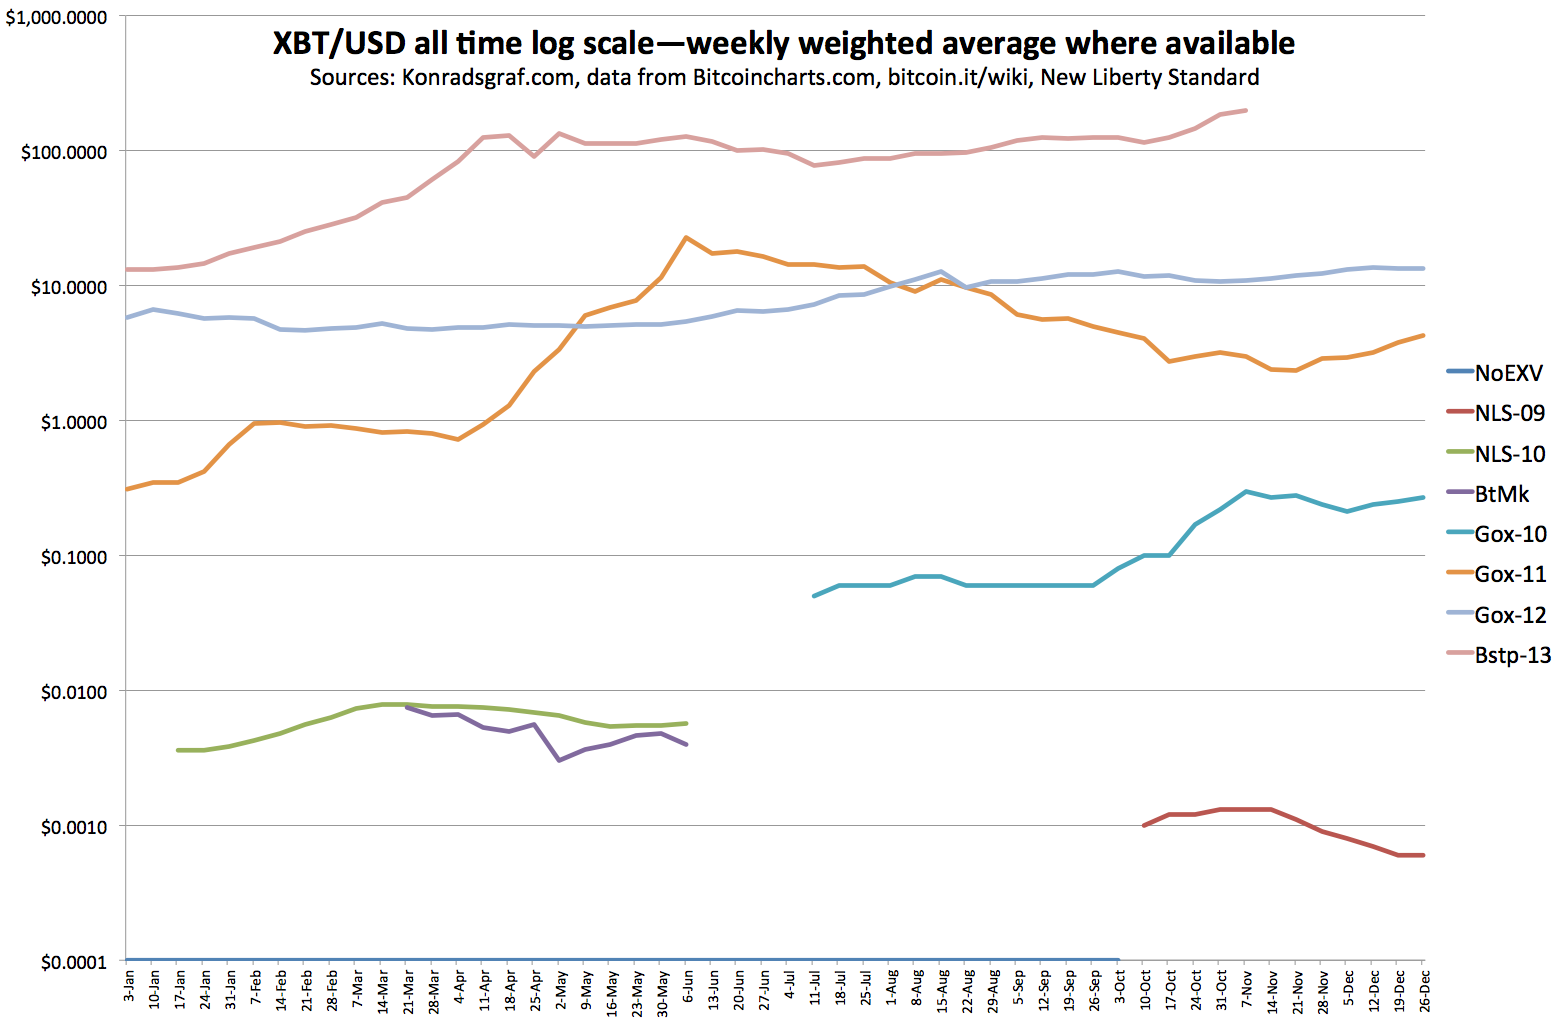 XBT/USD all time log scale—weekly weighted average where available
Sources: Konradsgraf.com, data from Bitcoincharts.com, bitcoin.it/wiki, New Liberty Standard
$1,000.0000
$100.0000
$10.0000
$1.0000
$0.1000
$0.0100
$0.0010
$0.0001
NoEXV
NLS-09
NLS-10
BtMk
Gox-10
Gox-11
Gox-12
Bstp-13
3-Jan
10-Jan
17-Jan
24-Jan
31-Jan
7-Feb
14-Feb
21-Feb
28-Feb
7-Mar
14-Mar
21-Mar
28-Mar
4-Apr
11-Apr
18-Apr
25-Apr
2-May
9-May
16-May
23-May
30-May
6-Jun
13-Jun
20-Jun
27-Jun
4-Jul
11-Jul
18-Jul
25-Jul
1-Aug
8-Aug
15-Aug
22-Aug
29-Aug
5-Sep
12-Sep
19-Sep
26-Sep
3-Oct
10-Oct
17-Oct
24-Oct
31-Oct
7-Nov
14-Nov
21-Nov
28-Nov
5-Dec
12-Dec
19-Dec
26-Dec